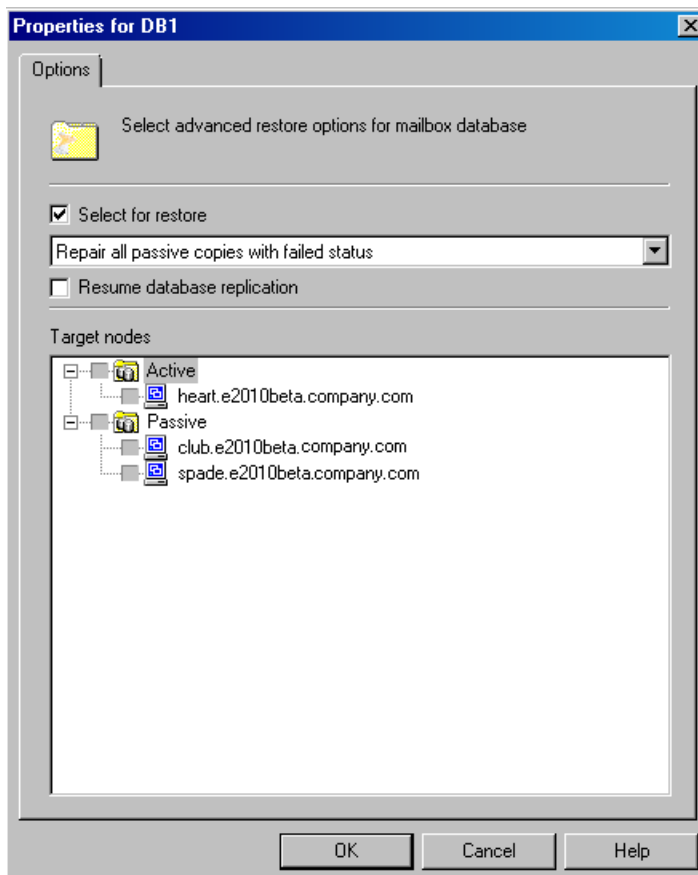 Properties for DB1
Options
Select advanced restore options for mailbox database
Select for restore
Repair all passive copies with failed status
Resume database replication
Target nodes
Active
heart.e2010beta.company.com
Passive
club.e2010beta.company.com
spade.e2010beta.company.com
OK Cancel Help